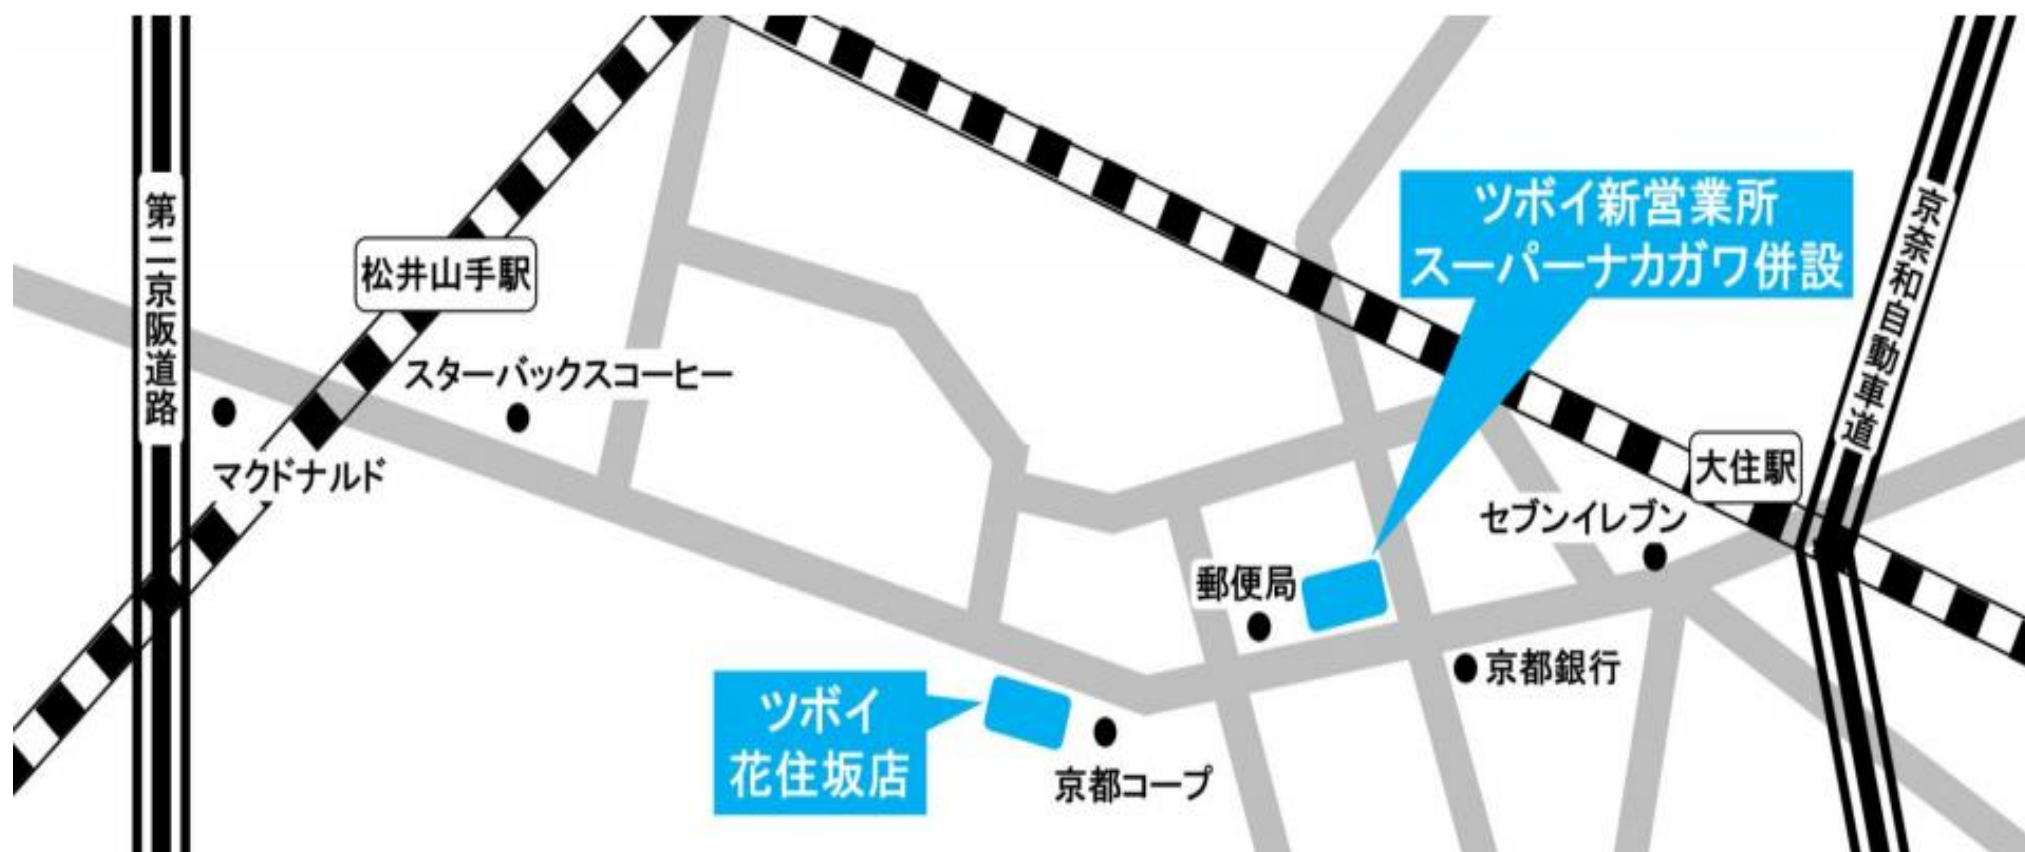 第二京阪道路
松井山手駅
スターバックスコーヒー
マクドナルド
ツボイ新営業所
スーパーナカガワ併設
京奈和自動車道
大住駅
セブンイレブン
郵便局
京都銀行
ツボイ
花住坂店
京都コープ